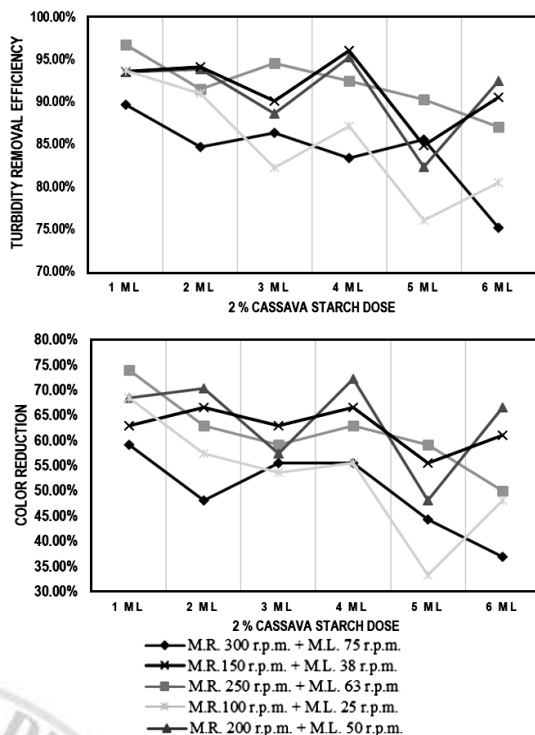 100.00%
95.00%
90.00%
85.00%
80.00%
75.00%
70.00%
TURBIDITY REMOVAL EFFICIENCY
1 ML 2 ML 3 ML 4 ML 5 ML 6 ML
2 % CASSAVA STARCH DOSE
80.00%
75.00%
70.00%
65.00%
60.00%
55.00%
50.00%
45.00%
40.00%
35.00%
30.00%
COLOR REDUCTION
1 ML 2 ML 3 ML 4 ML 5 ML 6 ML
2 % CASSAVA STARCH DOSE
M.R. 300 r.p.m. + M.L. 75 r.p.m.
M.R.150 r.p.m. + M.L. 38 r.p.m.
M.R. 250 r.p.m. + M.L. 63 r.p.m
M.R.100 r.p.m. + M.L. 25 r.p.m.
M.R. 200 r.p.m. + M.L. 50 r.p.m.